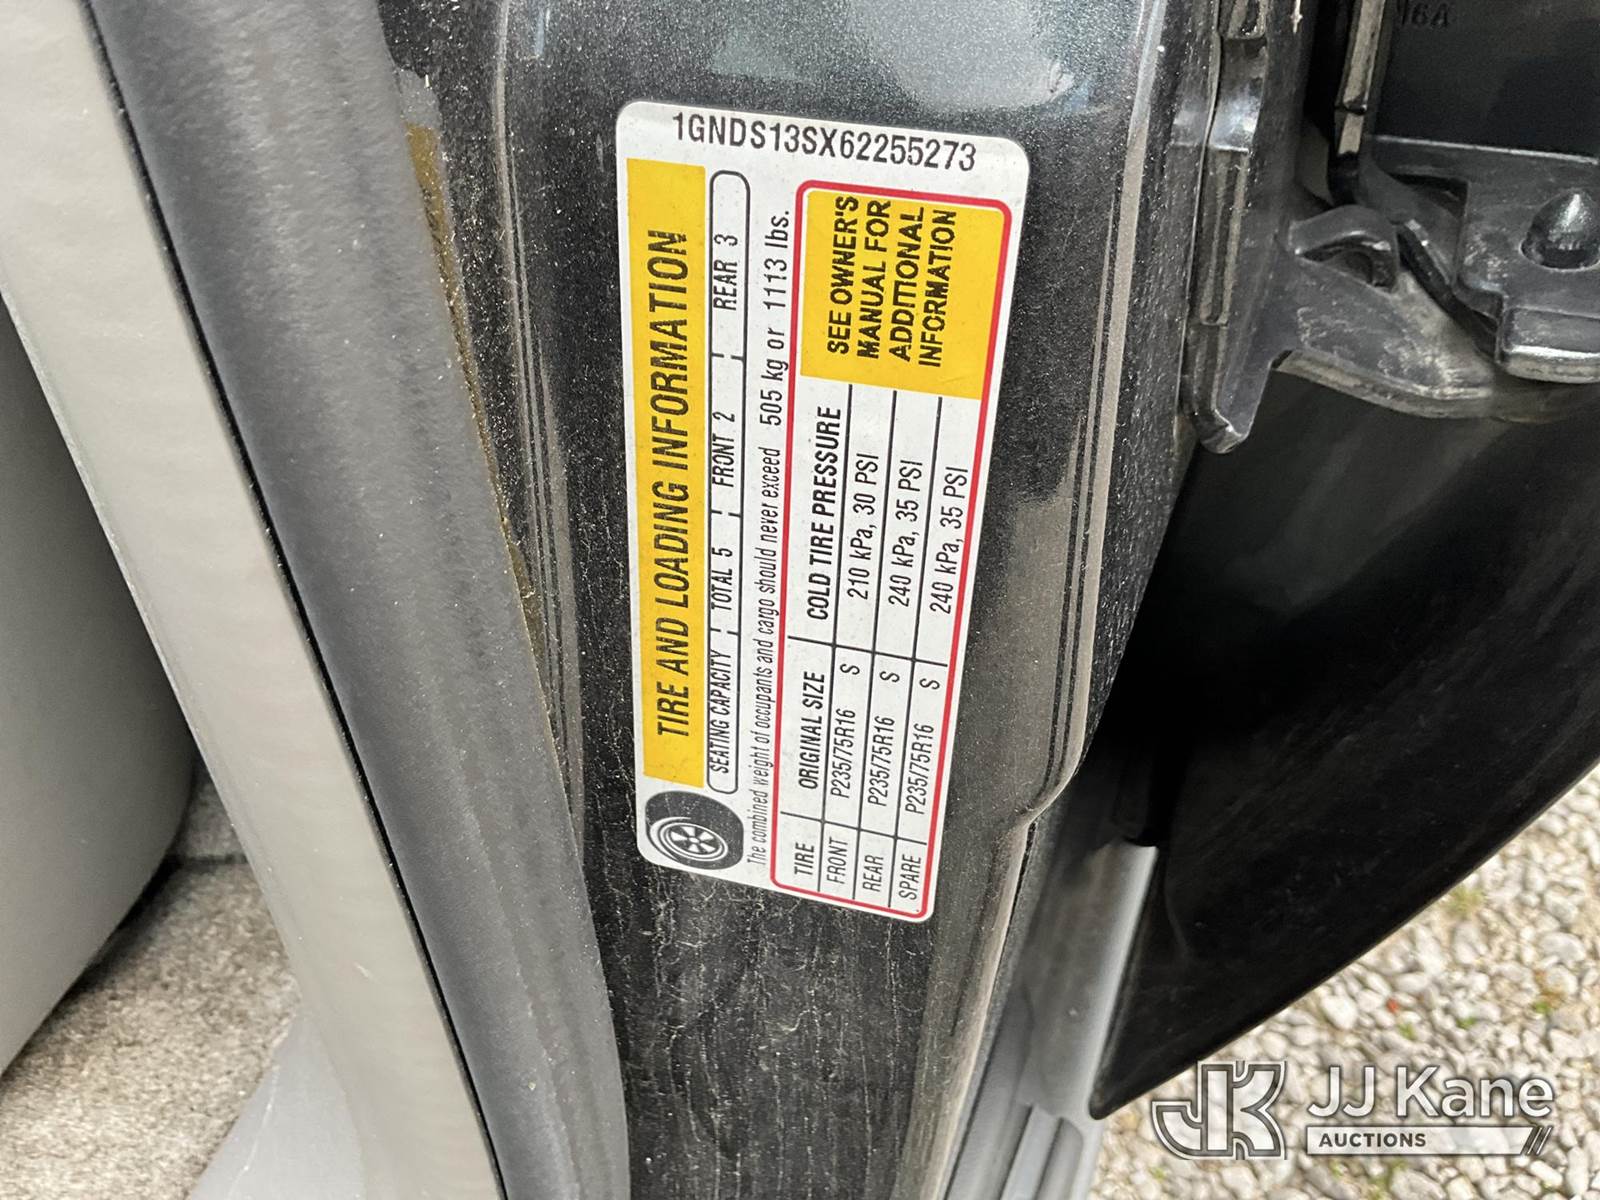 1GNDS13SX62255273
TIRE AND LOADING INFORMATION
SEATING CAPACITY TOTAL 5 FRONT 2 REAR 3
The combined weight of occupants and cargo should never exceed 505 kg or 1113 lbs.
TIRE ORIGINAL SIZE COLD TIRE PRESSURE
FRONT P235/75R16 S 210 kPa, 30 PSI
REAR P235/75R16 S 240 kPa, 35 PSI
SPARE P235/75R16 S 240 kPa, 35 PSI
SEE OWNER'S
MANUAL FOR
ADDITIONAL
INFORMATION
JK JJ Kane
AUCTIONS